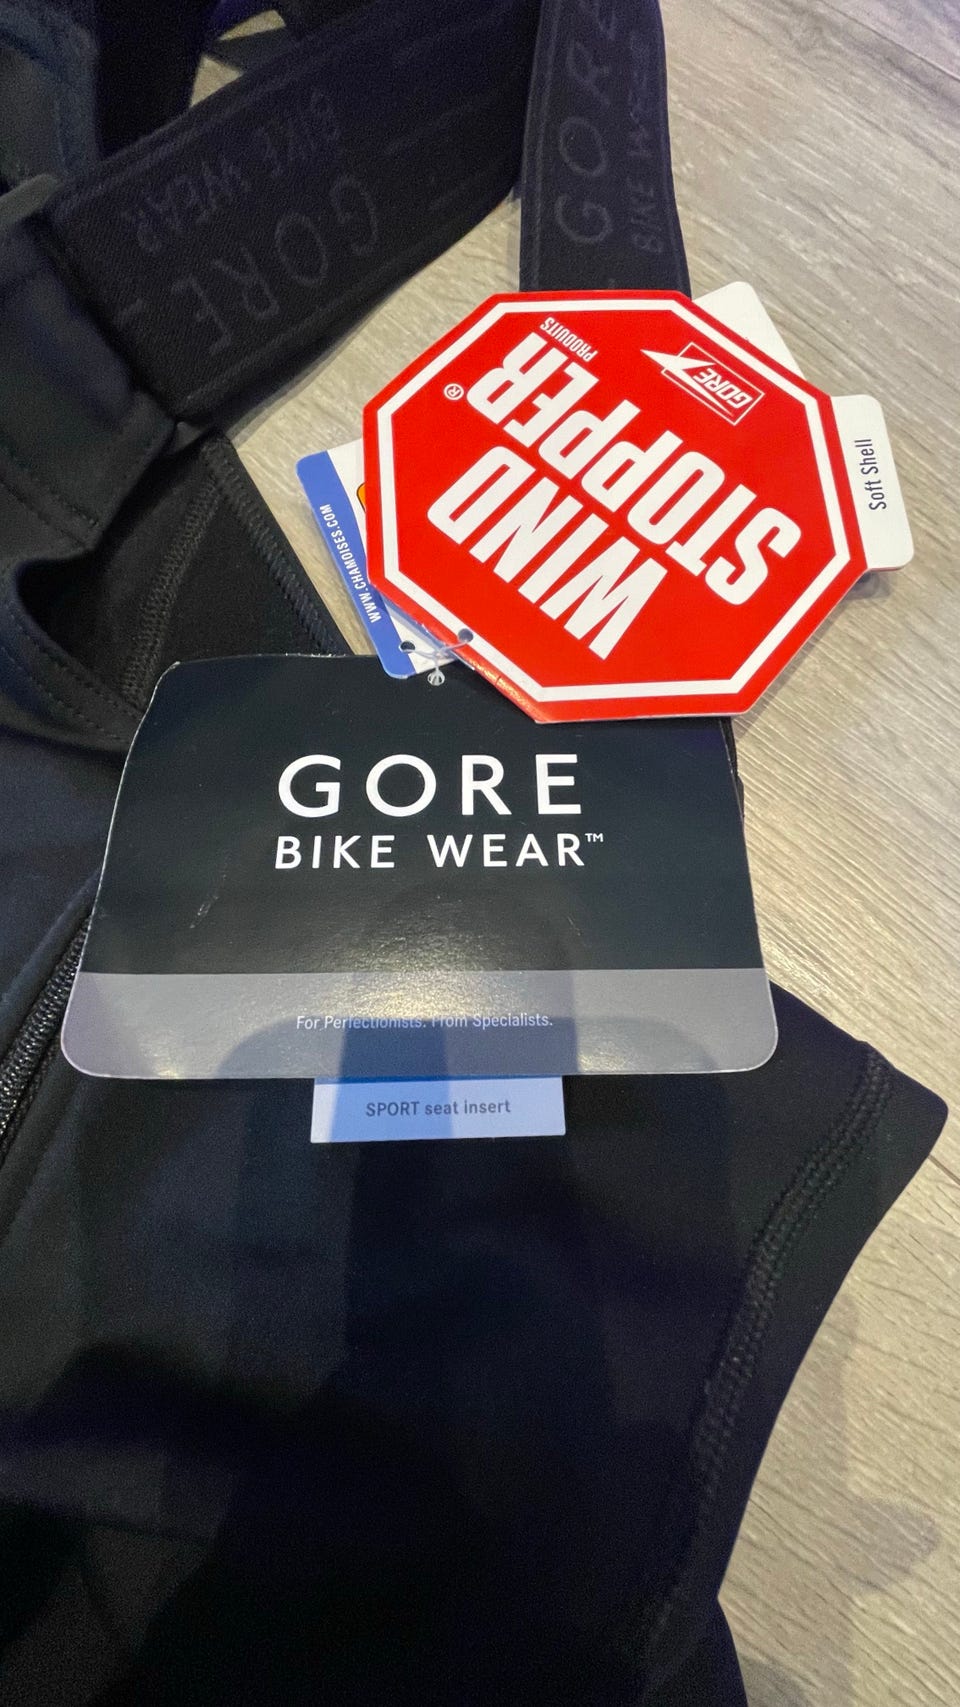 GORE
BIKE WEAR
GORE
BIKE
GORE
WIND
STOPPER®
PRODUITS
Soft Shell
WWW.CHAMOISES.COM
GORE
BIKE WEAR™
For Perfectionists. From Specialists.
SPORT seat insert